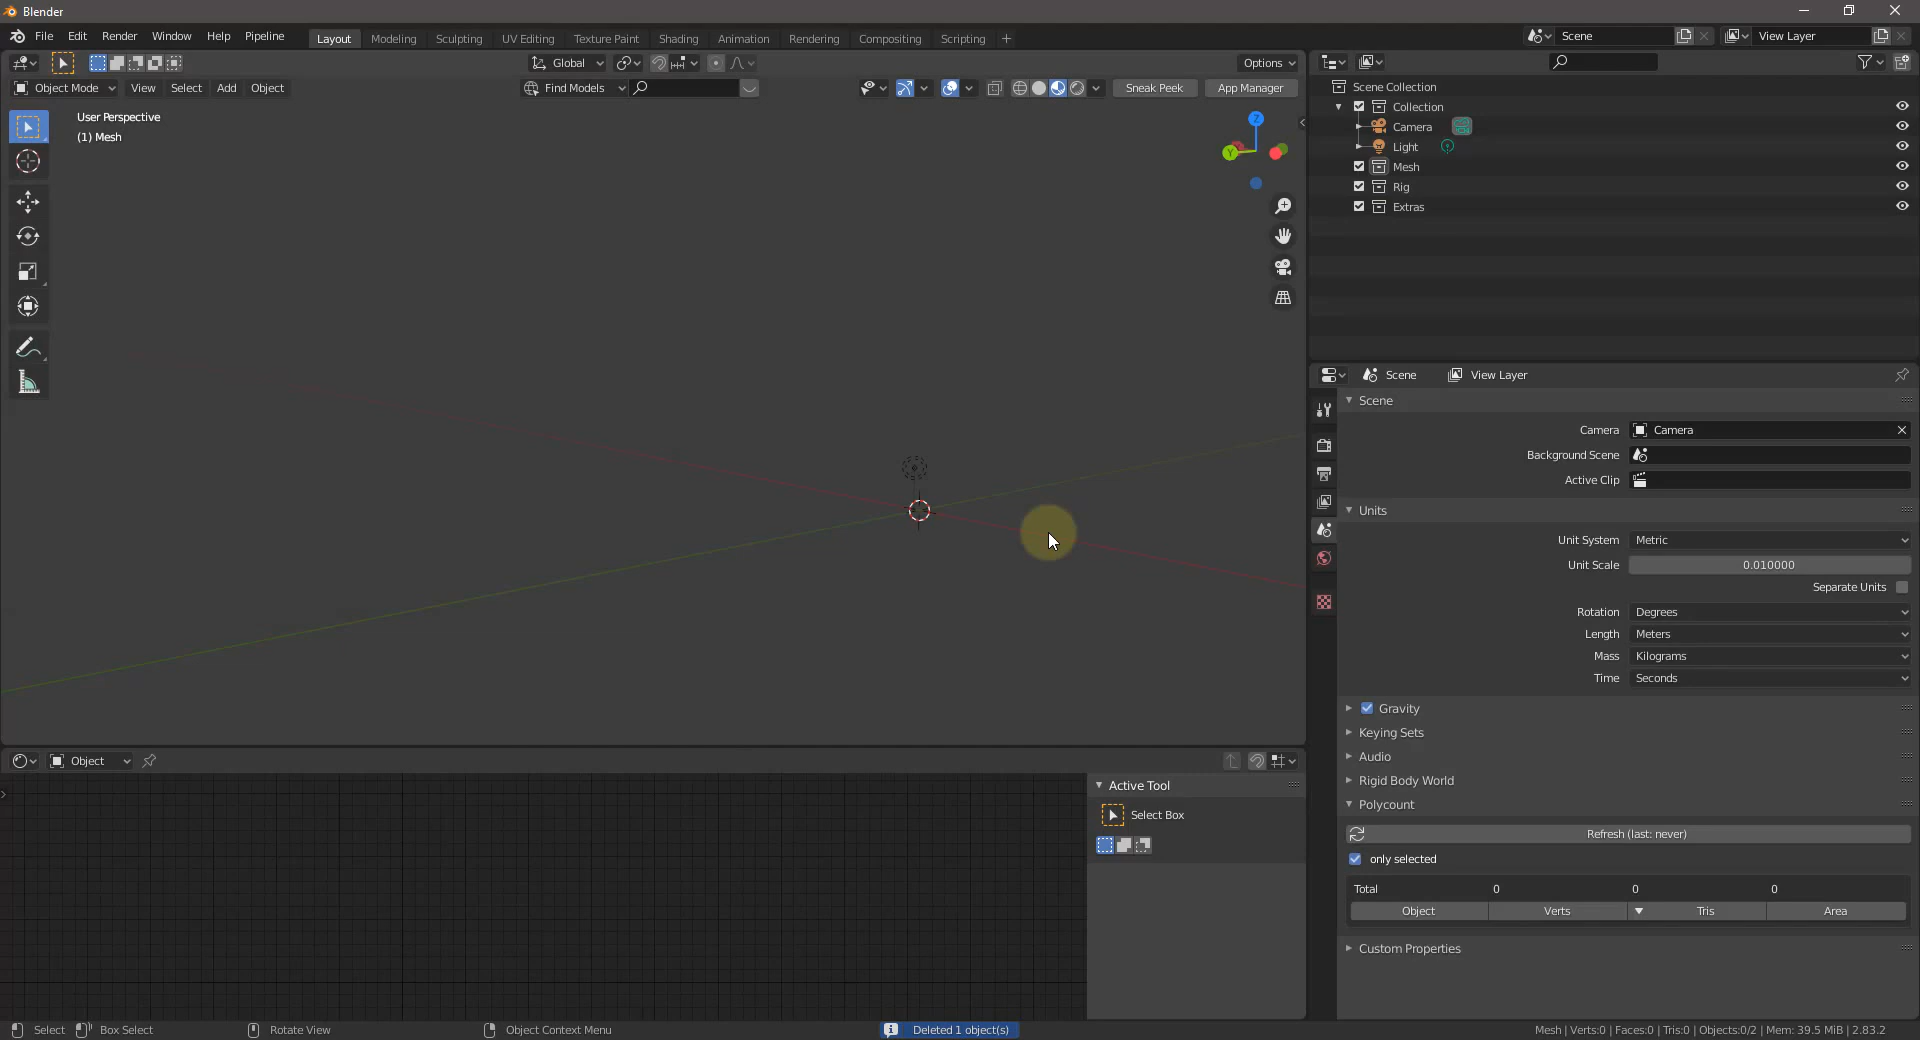 Blender
File Edit Render Window Help Pipeline Layout Modeling Sculpting UV Editing Texture Paint Shading Animation Rendering Compositing Scripting + Scene View Layer
Global Options
Object Mode View Select Add Object Find Models Sneak Peek App Manager
User Perspective
(1) Mesh
Z
Y
Scene Collection
Collection
Camera
Light
Mesh
Rig
Extras
Scene View Layer
Scene
Camera Camera
Background Scene
Active Clip
Units
Unit System Metric
Unit Scale 0.010000
Separate Units
Rotation Degrees
Length Meters
Mass Kilograms
Time Seconds
Gravity
Keying Sets
Audio
Rigid Body World
Polycount
Refresh (last: never)
only selected
Total 0 0 0
Object Verts Tris Area
Custom Properties
Object
Active Tool
Select Box
Select Box Select Rotate View Object Context Menu Deleted 1 object(s) Mesh | Verts:0 | Faces:0 | Tris:0 | Objects:0/2 | Mem: 39.5 MiB | 2.83.2